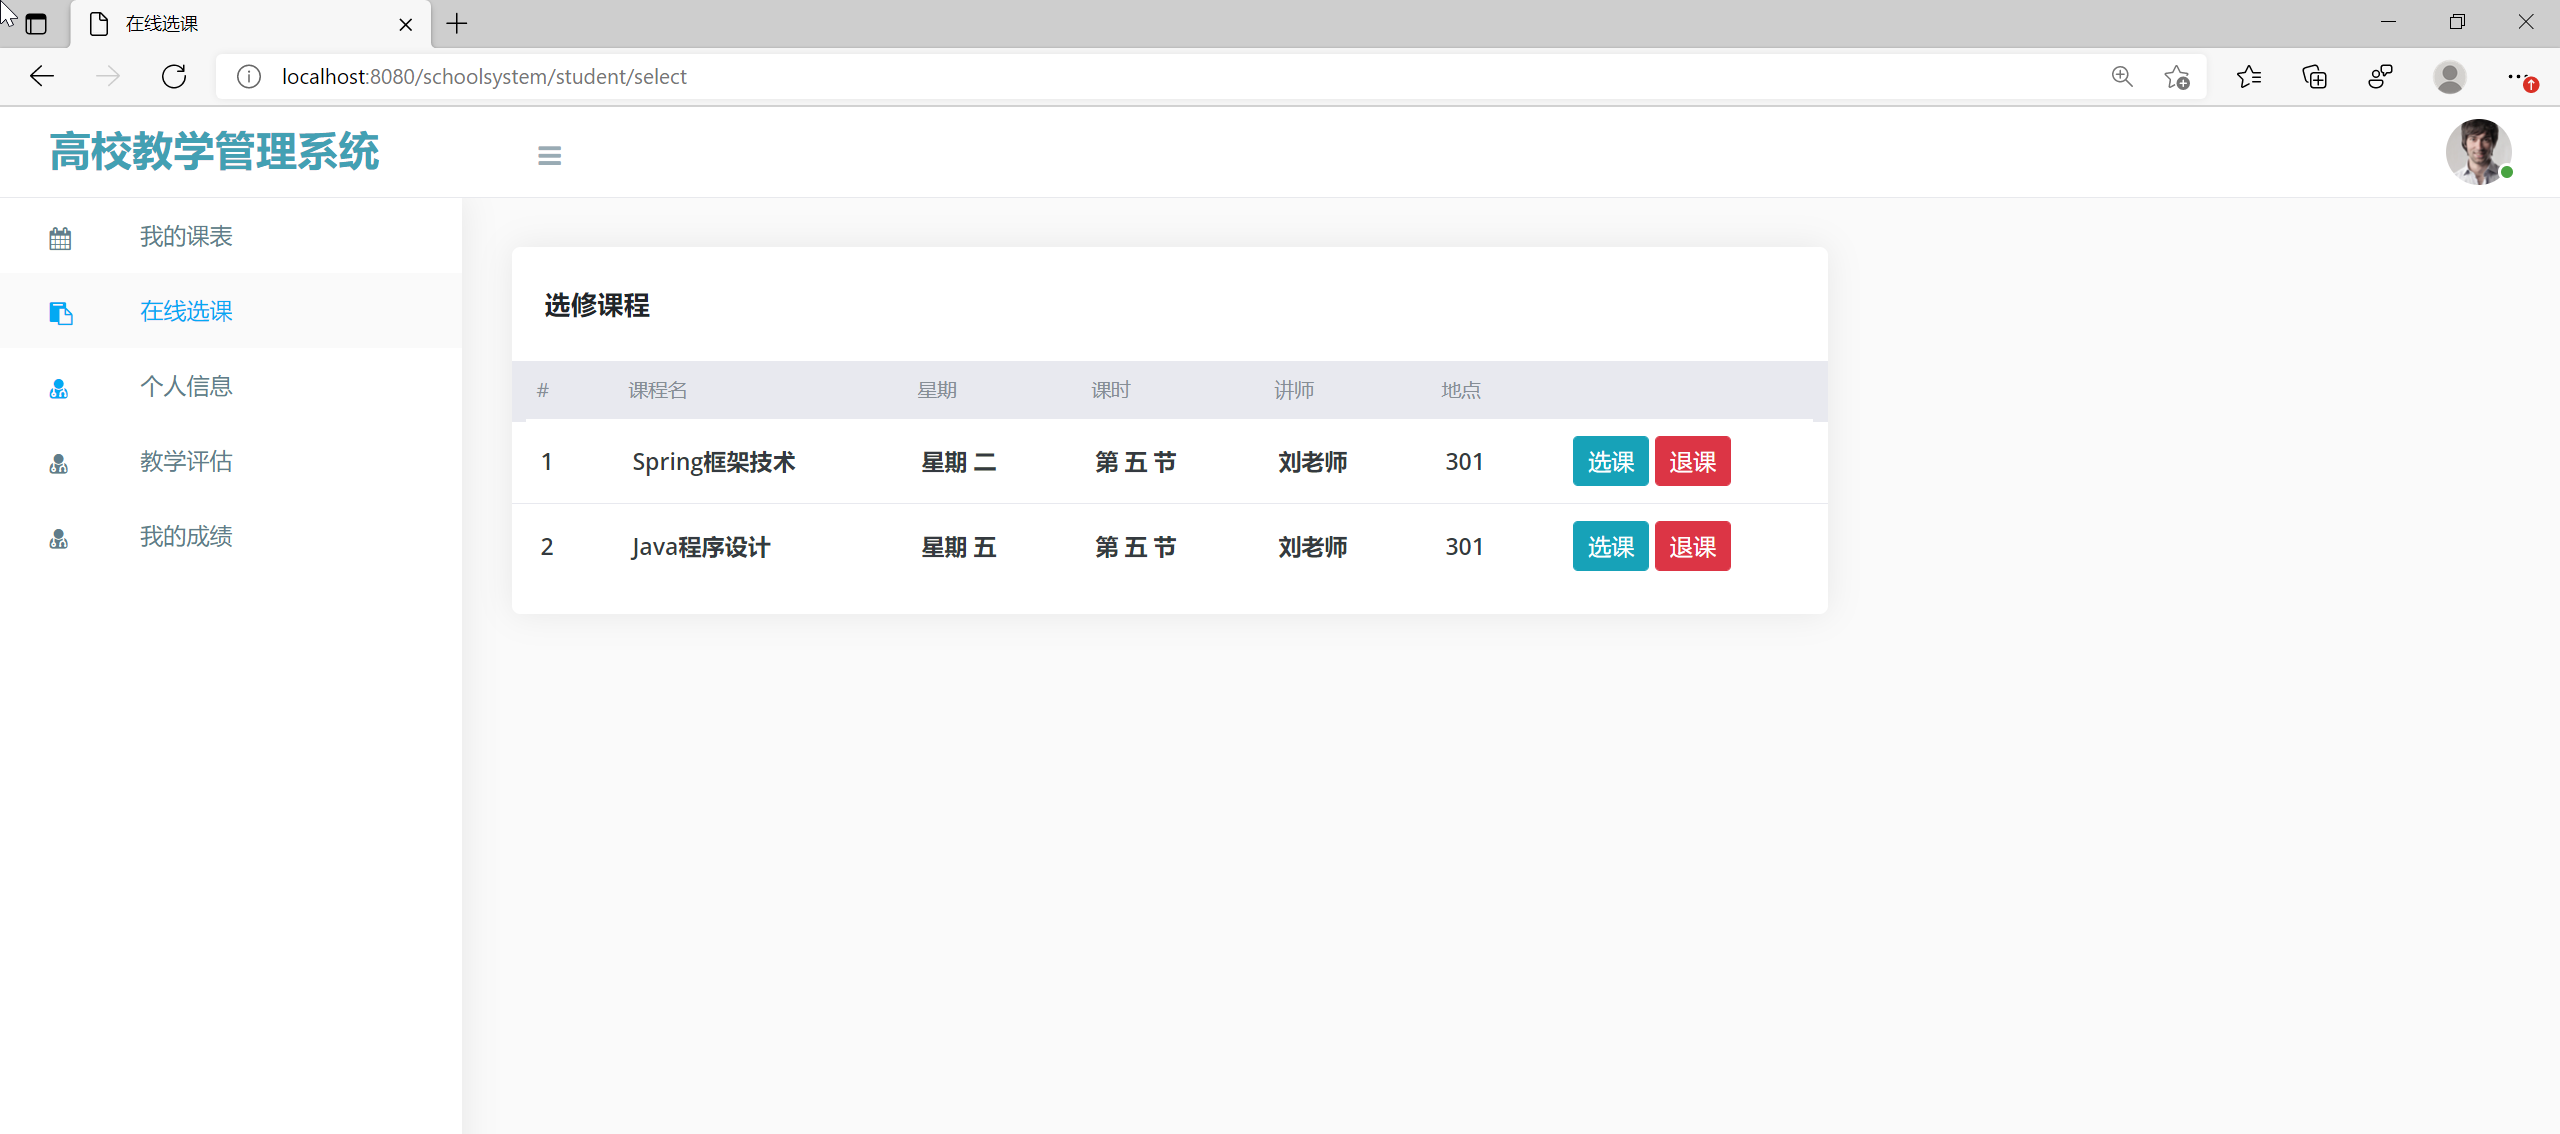 在线选课
localhost:8080/schoolsystem/student/select
高校教学管理系统
我的课表
在线选课
个人信息
教学评估
我的成绩
选修课程
# 课程名 星期 课时 讲师 地点
1 Spring框架技术 星期 二 第 五 节 刘老师 301 选课 退课
2 Java程序设计 星期 五 第 五 节 刘老师 301 选课 退课